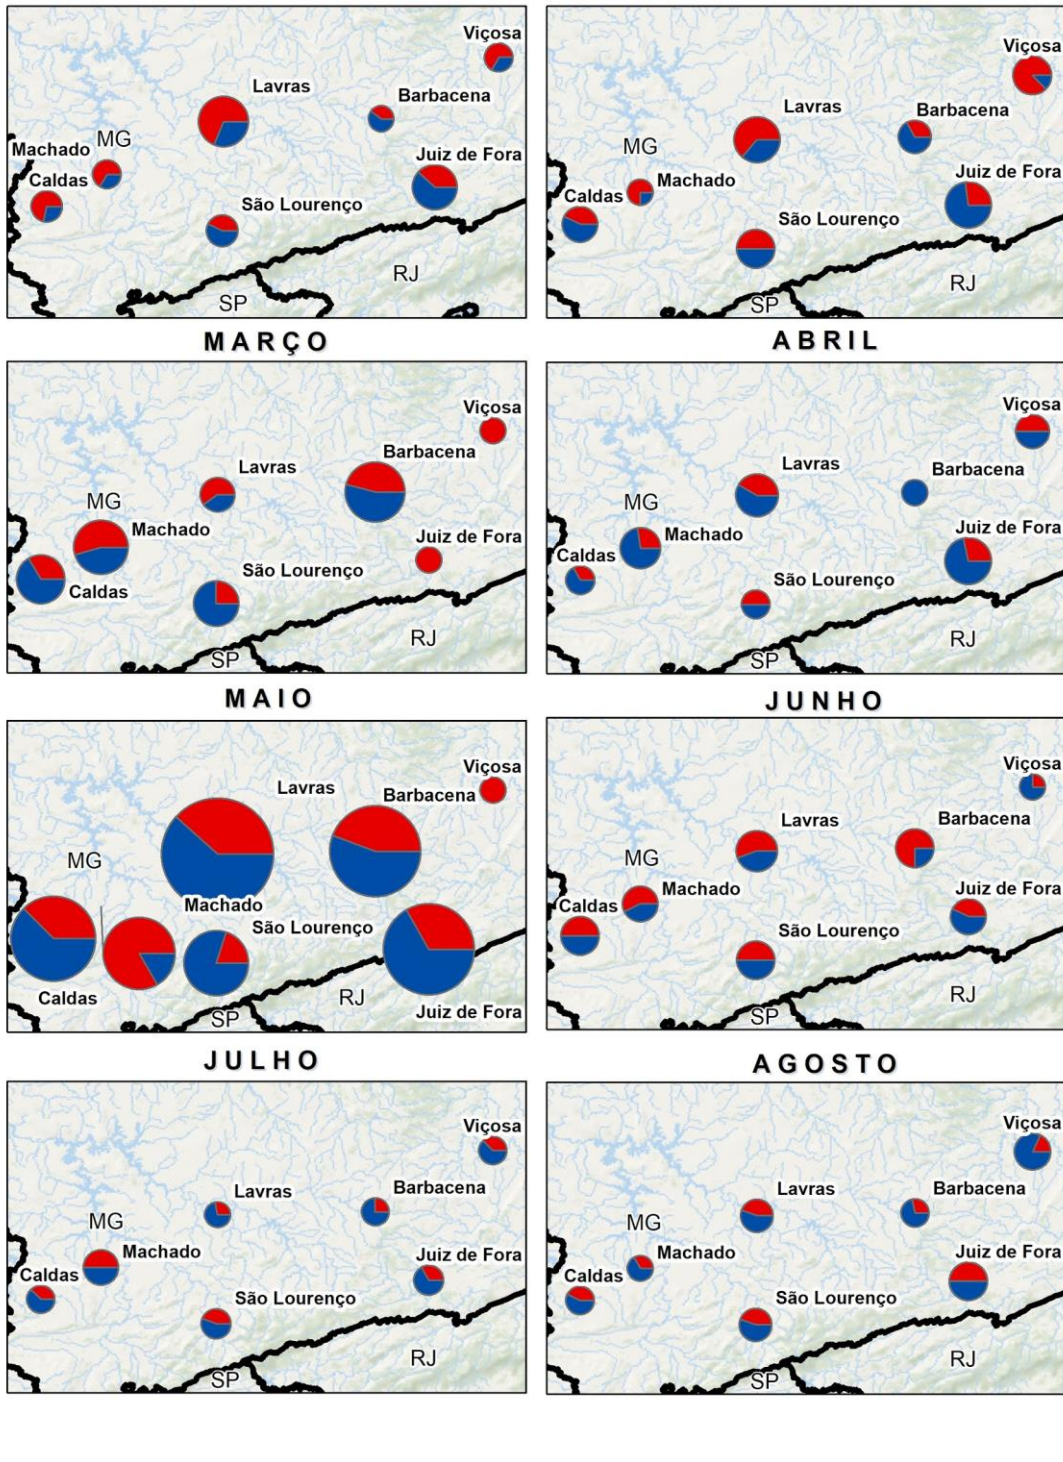 Viçosa
Lavras
Barbacena
MG
Machado
Juiz de Fora
Caldas
São Lourenço
RJ
SP
Viçosa
Lavras
Barbacena
MG
Juiz de Fora
Machado
Caldas
São Lourenço
RJ
SP
MARÇO
ABRIL
Viçosa
Barbacena
Lavras
MG
Machado
Juiz de Fora
São Lourenço
Caldas
RJ
SP
Viçosa
Lavras
Barbacena
MG
Juiz de Fora
Machado
Caldas
São Lourenço
RJ
SP
MAIO
JUNHO
Viçosa
Lavras
Barbacena
MG
Machado
São Lourenço
Caldas
RJ
Juiz de Fora
SP
Viçosa
Lavras
Barbacena
MG
Machado
Juiz de Fora
Caldas
São Lourenço
RJ
SP
JULHO
AGOSTO
Viçosa
Lavras
Barbacena
MG
Machado
Juiz de Fora
Caldas
São Lourenço
RJ
SP
Viçosa
Lavras
Barbacena
MG
Machado
Juiz de Fora
Caldas
São Lourenço
RJ
SP